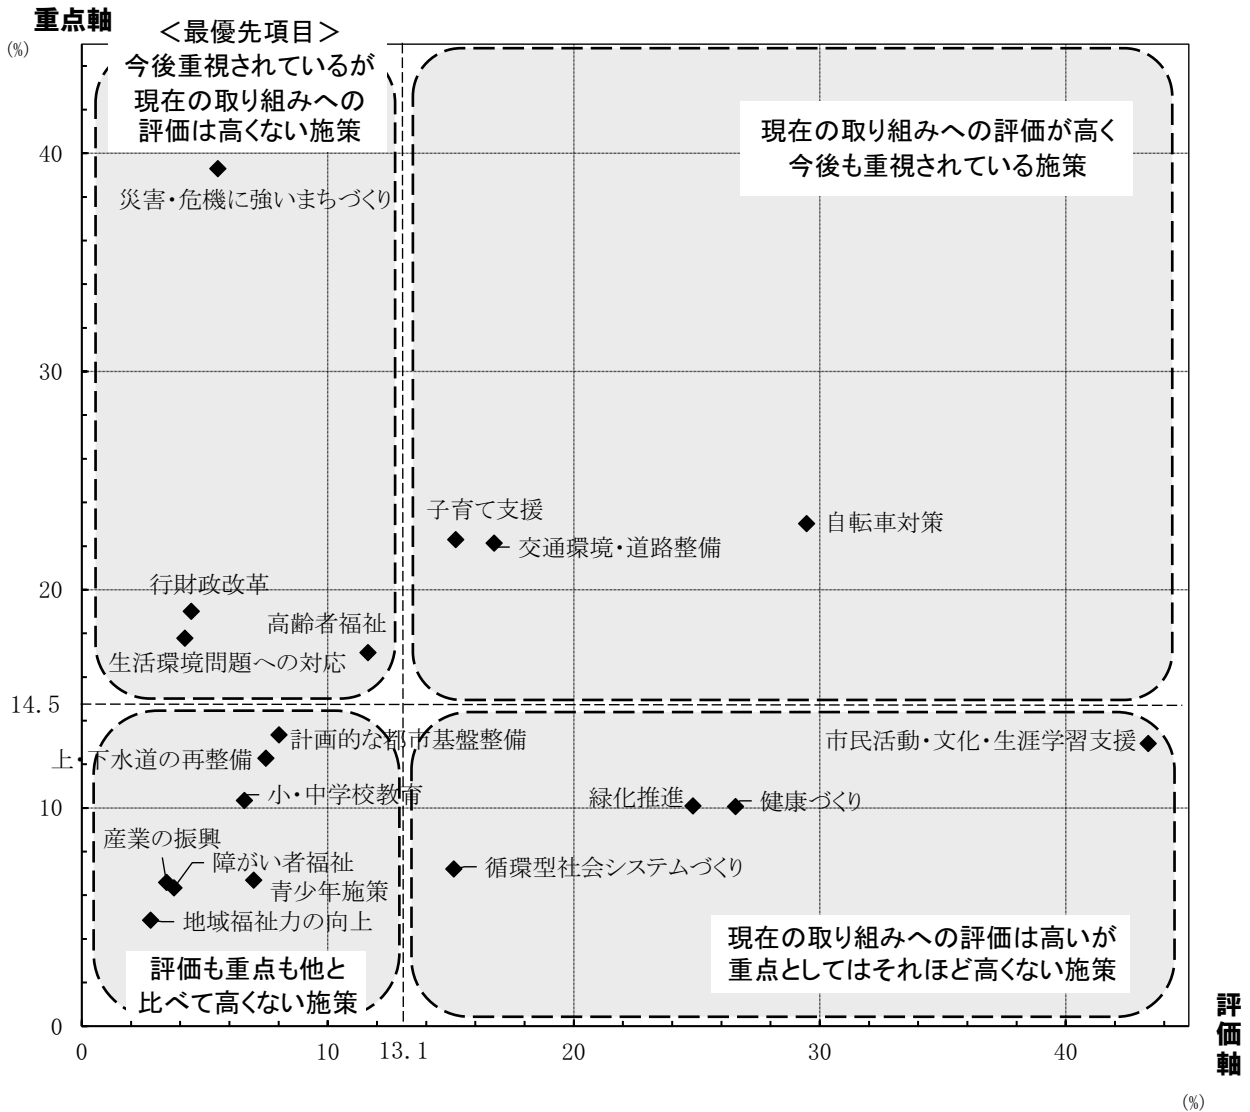 重点軸
(%)
＜最優先項目＞
今後重視されているが
現在の取り組みへの
評価は高くない施策
現在の取り組みへの評価が高く
今後も重視されている施策
40
災害・危機に強いまちづくり
30
子育て支援
交通環境・道路整備
自転車対策
20
行財政改革
高齢者福祉
生活環境問題への対応
14.5
計画的な都市基盤整備
上・下水道の再整備
市民活動・文化・生涯学習支援
小・中学校教育
緑化推進
健康づくり
10
産業の振興
障がい者福祉
青少年施策
循環型社会システムづくり
地域福祉力の向上
現在の取り組みへの評価は高いが
重点としてはそれほど高くない施策
評価も重点も他と
比べて高くない施策
0
0
10
13.1
20
30
40
評価軸
(%)